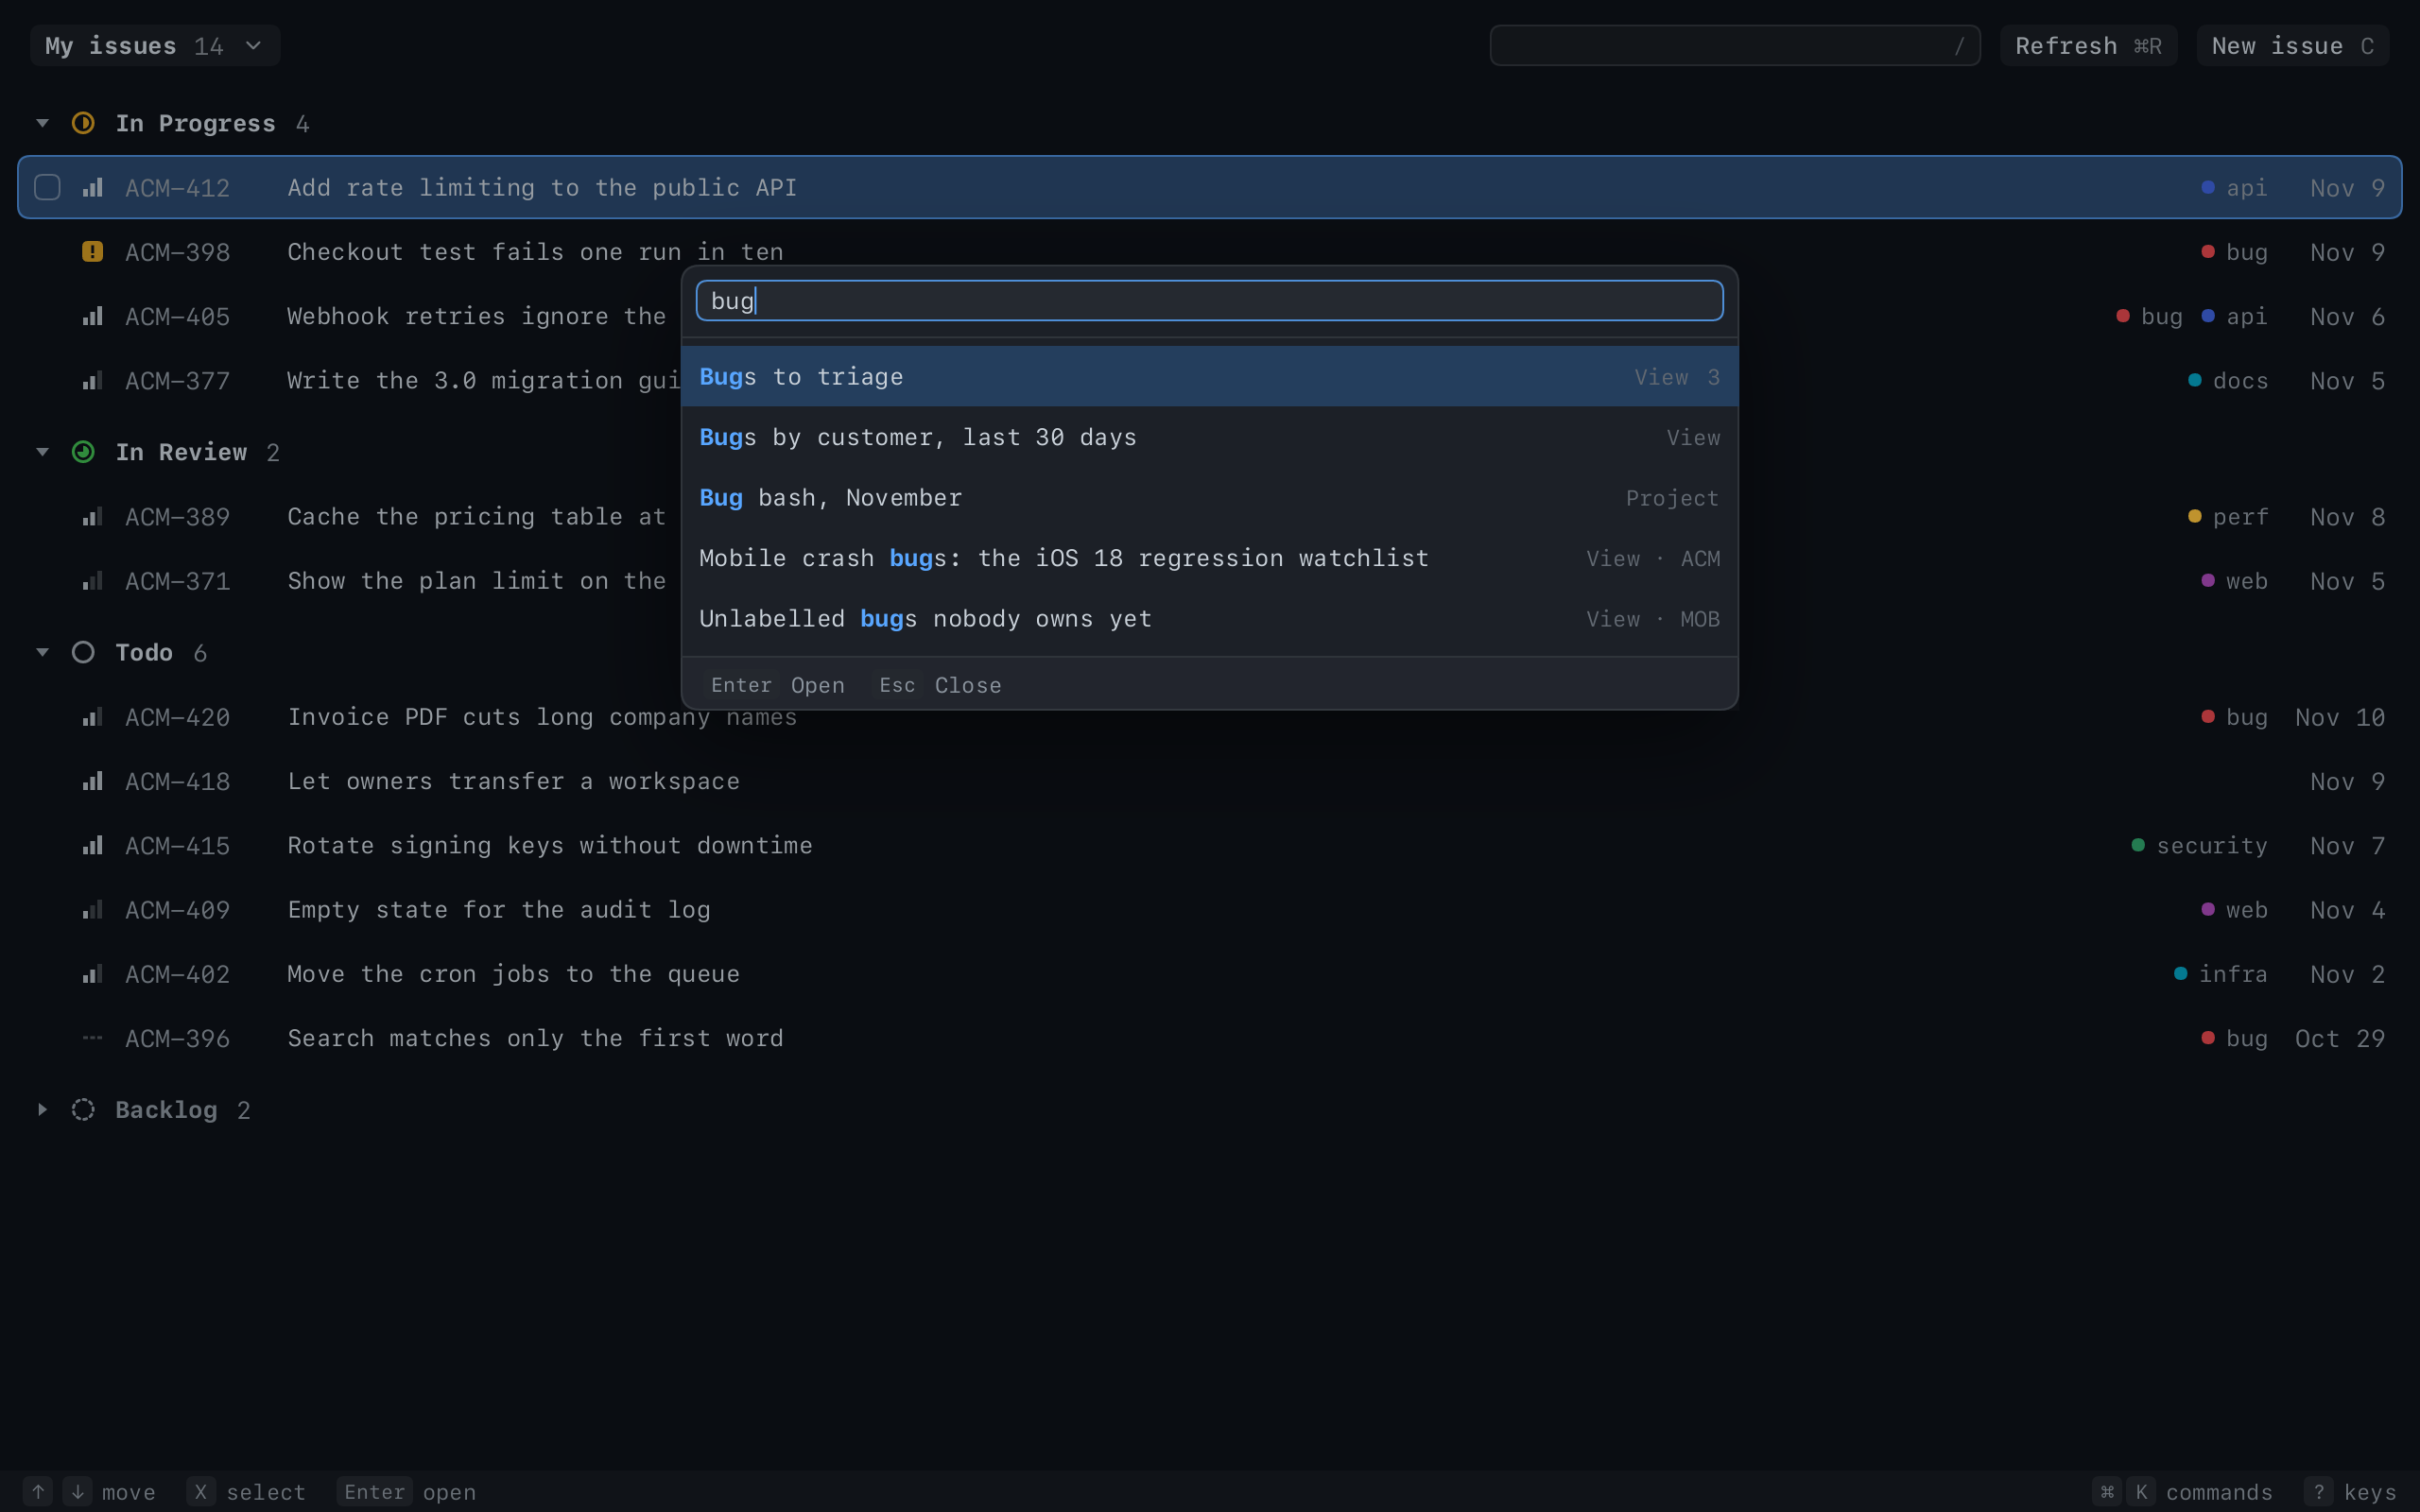 My issues 14
/ Refresh ⌘R New issue C
In Progress 4
ACM-412 Add rate limiting to the public API api Nov 9
ACM-398 Checkout test fails one run in ten bug Nov 9
ACM-405 Webhook retries ignore the bug api Nov 6
ACM-377 Write the 3.0 migration gui docs Nov 5
In Review 2
ACM-389 Cache the pricing table at perf Nov 8
ACM-371 Show the plan limit on the web Nov 5
Todo 6
ACM-420 Invoice PDF cuts long company names bug Nov 10
ACM-418 Let owners transfer a workspace Nov 9
ACM-415 Rotate signing keys without downtime security Nov 7
ACM-409 Empty state for the audit log web Nov 4
ACM-402 Move the cron jobs to the queue infra Nov 2
ACM-396 Search matches only the first word bug Oct 29
Backlog 2
bug
Bugs to triage View 3
Bugs by customer, last 30 days View
Bug bash, November Project
Mobile crash bugs: the iOS 18 regression watchlist View · ACM
Unlabelled bugs nobody owns yet View · MOB
Enter Open Esc Close
↑ ↓ move X select Enter open ⌘ K commands ? keys